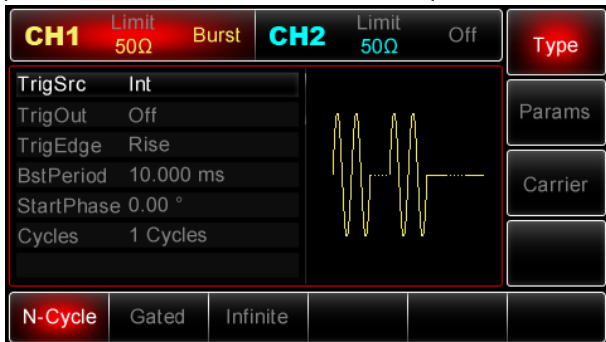 CH1 Limit 50Ω Burst CH2 Limit 50Ω Off Type
TrigSrc Int
TrigOut Off Params
TrigEdge Rise
BstPeriod 10.000 ms Carrier
StartPhase 0.00 °
Cycles 1 Cycles
N-Cycle Gated Infinite